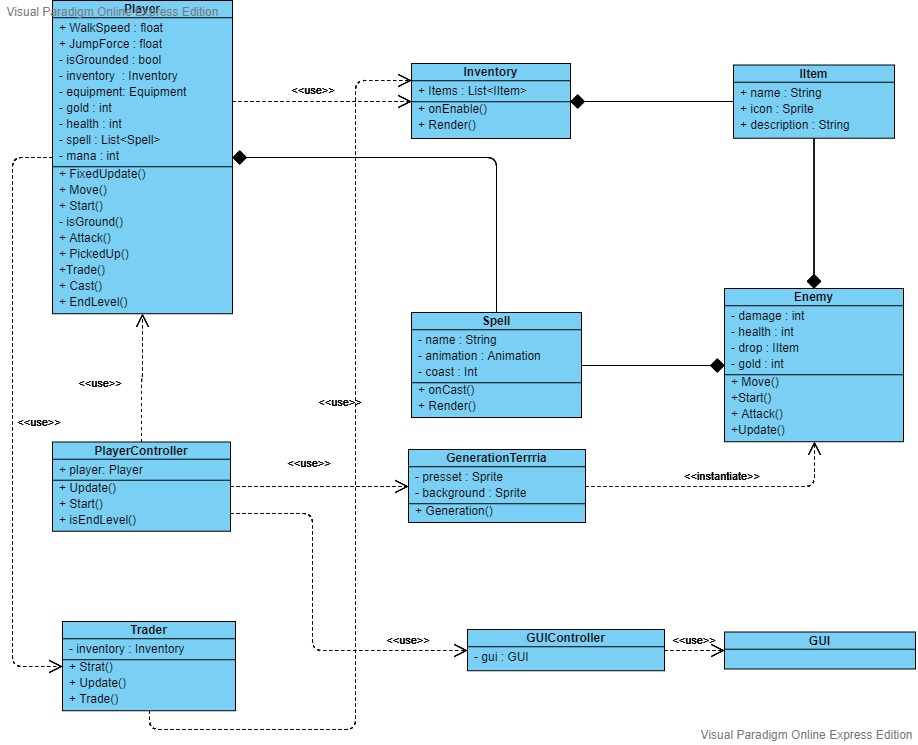 Visual Paradigm Online Express Edition
Player
+ WalkSpeed : float
+ JumpForce : float
- isGrounded : bool
- inventory : Inventory
- equipment: Equipment
- gold : int
- health : int
- spell : List<Spell>
- mana : int
+ FixedUpdate()
+ Move()
+ Start()
- isGround()
+ Attack()
+ PickedUp()
+Trade()
+ Cast()
+ EndLevel()
<<use>>
Inventory
+ Items : List<IItem>
+ onEnable()
+ Render()
IItem
+ name : String
+ icon : Sprite
+ description : String
Spell
- name : String
- animation : Animation
- coast : Int
+ onCast()
+ Render()
Enemy
- damage : int
- health : int
- drop : IItem
- gold : int
+ Move()
+Start()
+ Attack()
+Update()
<<use>>
<<use>>
<<use>>
PlayerController
+ player: Player
+ Update()
+ Start()
+ isEndLevel()
<<use>>
GenerationTerrria
- presset : Sprite
- background : Sprite
+ Generation()
<<instantiate>>
Trader
- inventory : Inventory
+ Strat()
+ Update()
+ Trade()
<<use>>
GUIController
- gui : GUI
<<use>>
GUI
Visual Paradigm Online Express Edition